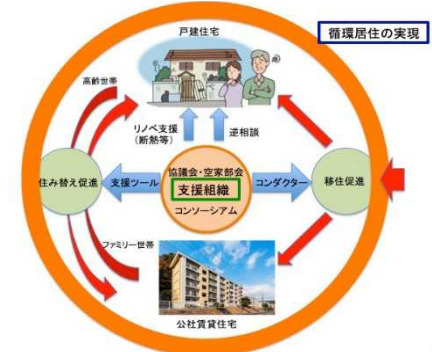 循環居住の実現
戸建住宅
高齢世帯
リノベ支援
(断熱等)
逆相談
協議会・空家部会
住み替え促進
支援ツール
支援組織
コンダクター
移住促進
コンソーシアム
ファミリー世帯
公社賃貸住宅